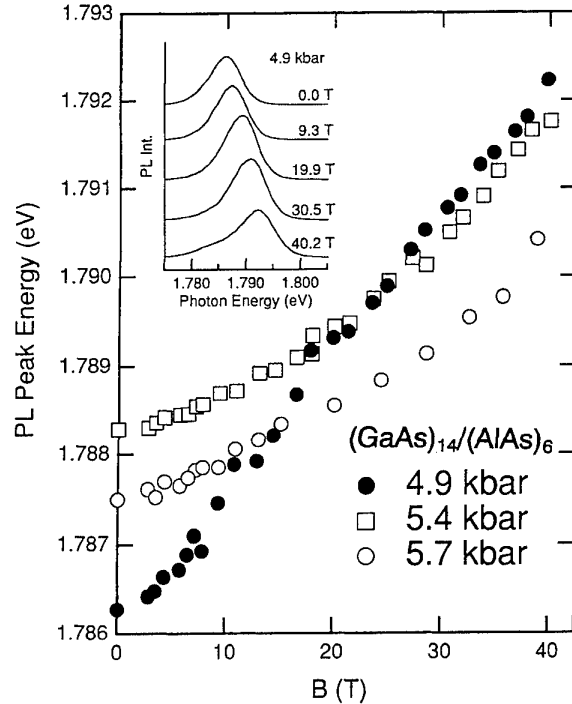 1.793
1.792
1.791
1.790
1.789
1.788
1.787
1.786
PL Peak Energy (eV)
4.9 kbar
0.0 T
9.3 T
19.9 T
30.5 T
40.2 T
PL Int.
1.780 1.790 1.800
Photon Energy (eV)
(GaAs)14/(AlAs)6
4.9 kbar
5.4 kbar
5.7 kbar
0 10 20 30 40
B (T)